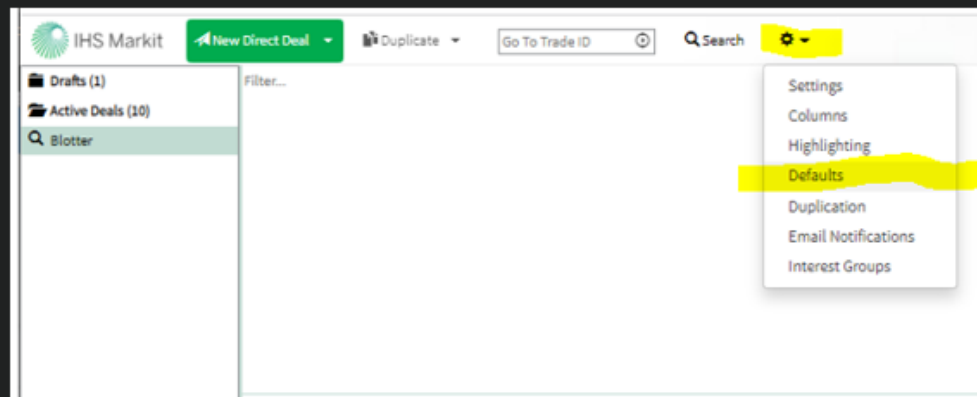 IHS Markit New Direct Deal Duplicate Go To Trade ID Search
Drafts (1)
Filter...
Active Deals (10)
Blotter
Settings
Columns
Highlighting
Defaults
Duplication
Email Notifications
Interest Groups